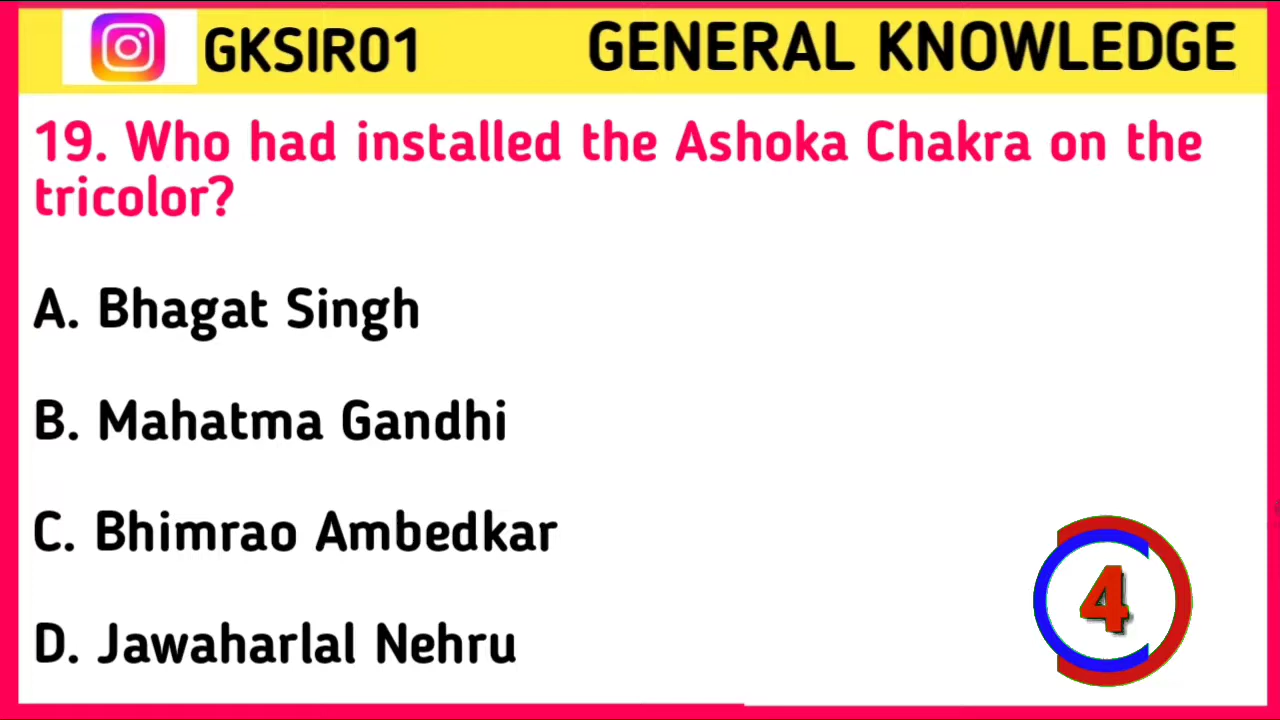 GKSIR01 GENERAL KNOWLEDGE
19. Who had installed the Ashoka Chakra on the
tricolor?
A. Bhagat Singh
B. Mahatma Gandhi
C. Bhimrao Ambedkar
D. Jawaharlal Nehru
4